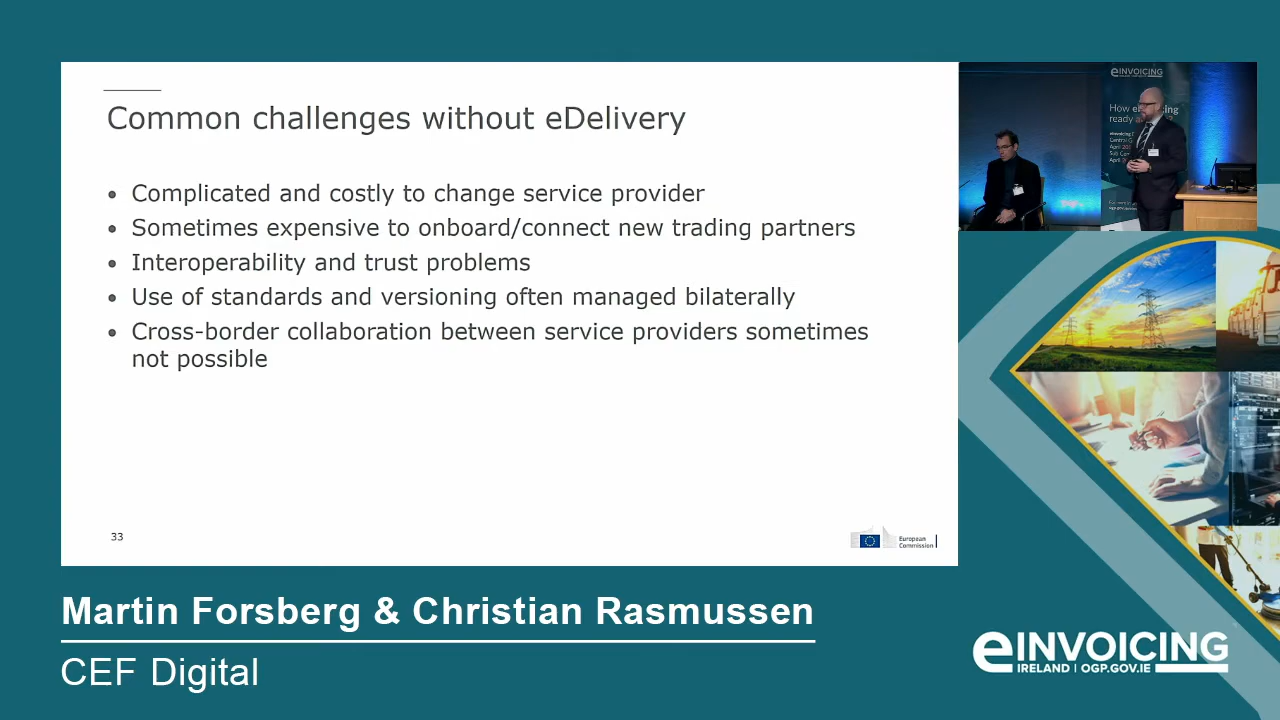 Common challenges without eDelivery
• Complicated and costly to change service provider
• Sometimes expensive to onboard/connect new trading partners
• Interoperability and trust problems
• Use of standards and versioning often managed bilaterally
• Cross-border collaboration between service providers sometimes
not possible
33
European
Commission
eINVOICING
How
ready
Martin Forsberg & Christian Rasmussen
CEF Digital
eINVOICING
IRELAND | OGP.GOV.IE